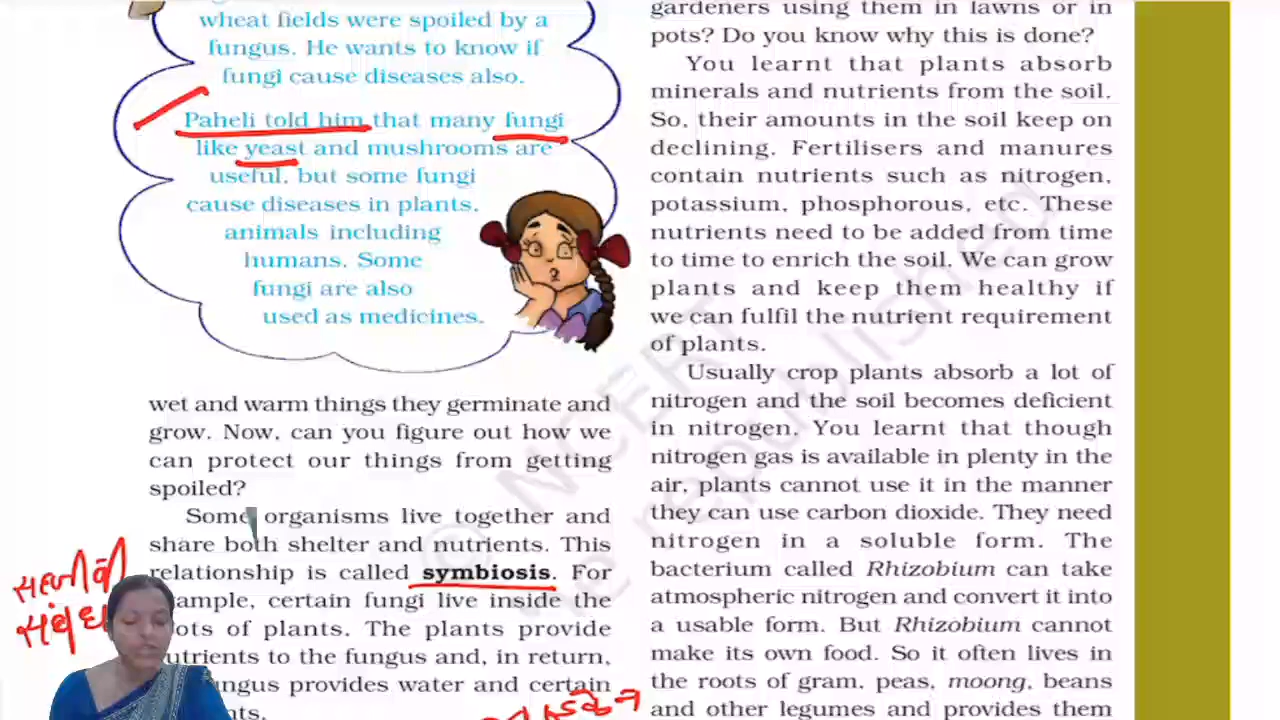 wheat fields were spoiled by a
fungus. He wants to know if
fungi cause diseases also.
Paheli told him that many fungi
like yeast and mushrooms are
useful, but some fungi
cause diseases in plants,
animals including
humans. Some
fungi are also
used as medicines.
wet and warm things they germinate and
grow. Now, can you figure out how we
can protect our things from getting
spoiled?
Some organisms live together and
share both shelter and nutrients. This
relationship is called symbiosis. For
ample, certain fungi live inside the
ots of plants. The plants provide
utrients to the fungus and, in return,
ungus provides water and certain
nts.
સહજીવી
સંબંધ
gardeners using them in lawns or in
pots? Do you know why this is done?
You learnt that plants absorb
minerals and nutrients from the soil.
So, their amounts in the soil keep on
declining. Fertilisers and manures
contain nutrients such as nitrogen,
potassium, phosphorous, etc. These
nutrients need to be added from time
to time to enrich the soil. We can grow
plants and keep them healthy if
we can fulfil the nutrient requirement
of plants.
Usually crop plants absorb a lot of
nitrogen and the soil becomes deficient
in nitrogen. You learnt that though
nitrogen gas is available in plenty in the
air, plants cannot use it in the manner
they can use carbon dioxide. They need
nitrogen in a soluble form. The
bacterium called Rhizobium can take
atmospheric nitrogen and convert it into
a usable form. But Rhizobium cannot
make its own food. So it often lives in
the roots of gram, peas, moong, beans
and other legumes and provides them
© NCERT
be republished